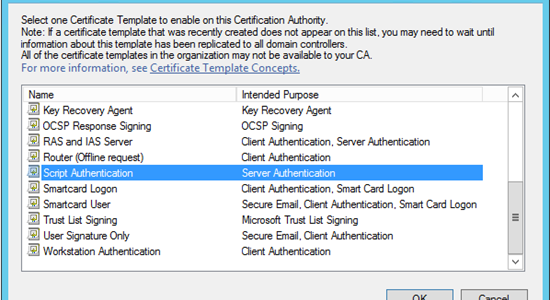 Select one Certificate Template to enable on this Certification Authority.
Note: If a certificate template that was recently created does not appear on this list, you may need to wait until
information about this template has been replicated to all domain controllers.
All of the certificate templates in the organization may not be available to your CA.
For more information, see Certificate Template Concepts.
Name Intended Purpose
Key Recovery Agent Key Recovery Agent
OCSP Response Signing OCSP Signing
RAS and IAS Server Client Authentication, Server Authentication
Router (Offline request) Client Authentication
Script Authentication Server Authentication
Smartcard Logon Client Authentication, Smart Card Logon
Smartcard User Secure Email, Client Authentication, Smart Card Logon
Trust List Signing Microsoft Trust List Signing
User Signature Only Secure Email, Client Authentication
Workstation Authentication Client Authentication
OK Cancel